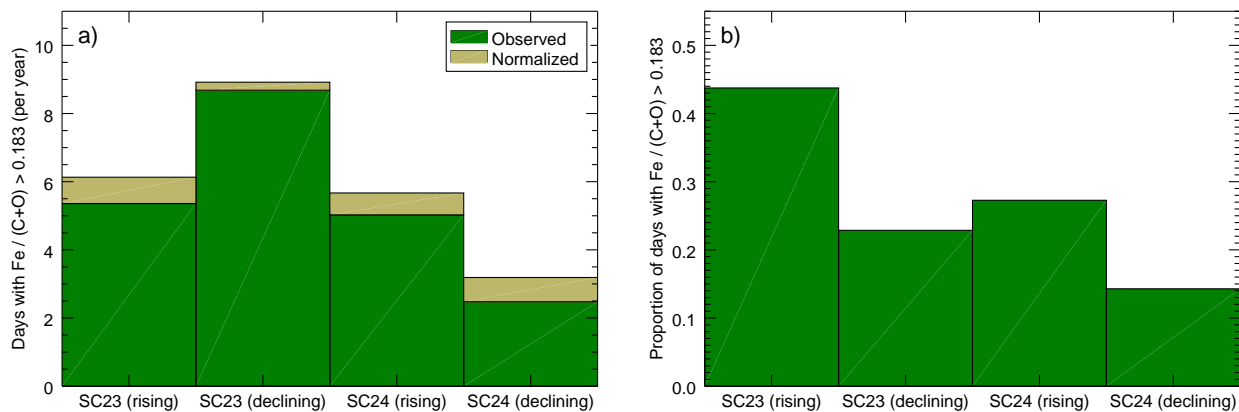 a)
Observed
Normalized
Days with Fe / (C+O) > 0.183 (per year)
10
8
6
4
2
0
SC23 (rising) SC23 (declining) SC24 (rising) SC24 (declining)
b)
Proportion of days with Fe / (C+O) > 0.183
0.5
0.4
0.3
0.2
0.1
0.0
SC23 (rising) SC23 (declining) SC24 (rising) SC24 (declining)